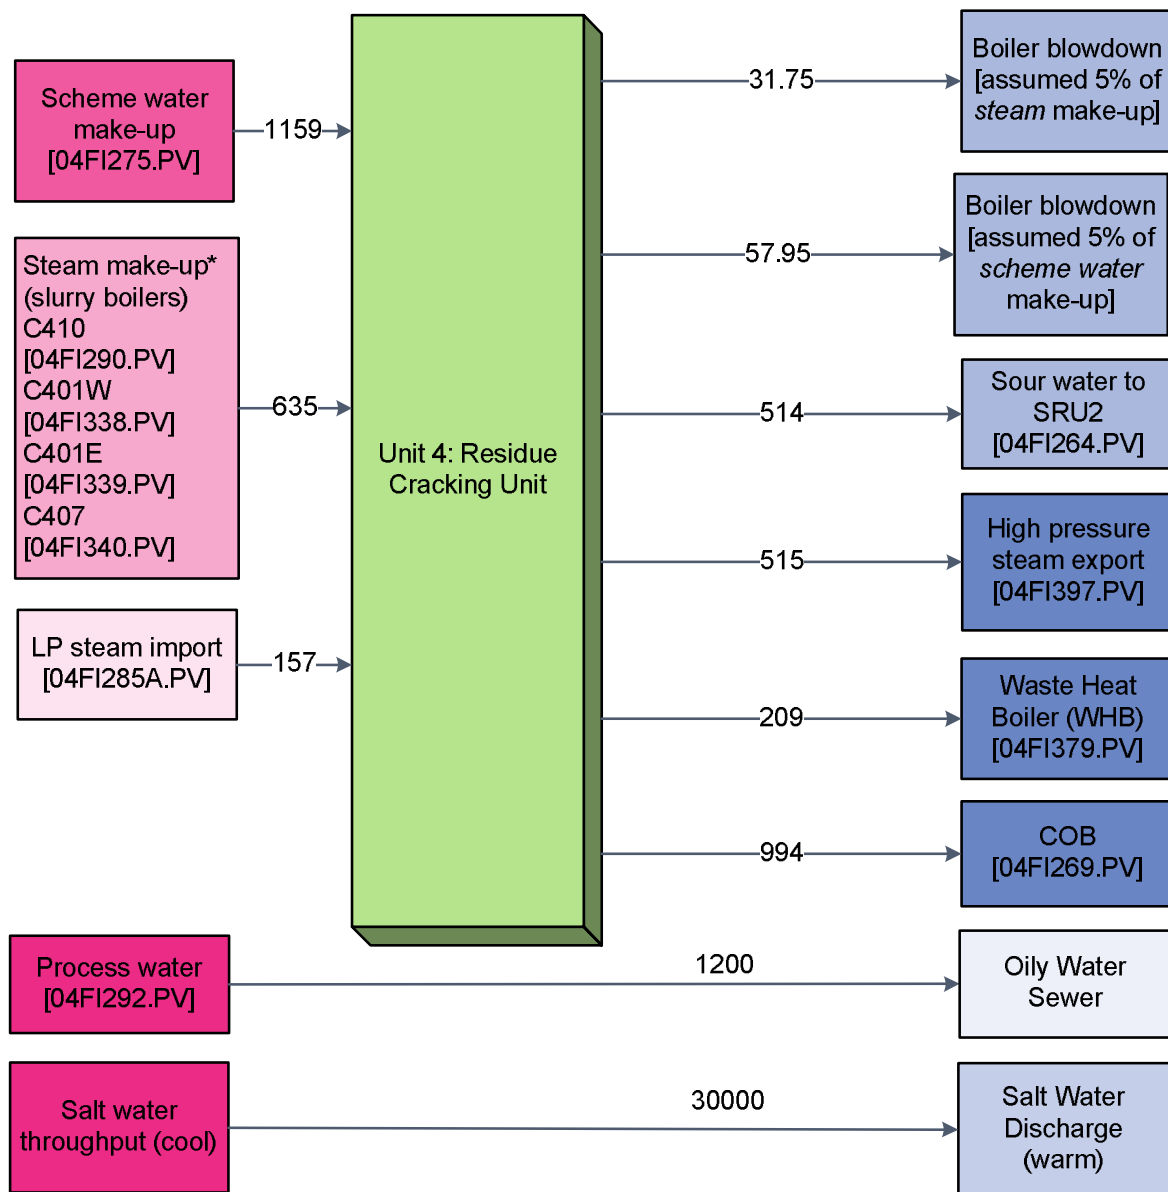 Scheme water
make-up
[04FI275.PV]
1159
Steam make-up*
(slurry boilers)
C410
[04FI290.PV]
C401W
[04FI338.PV]
C401E
[04FI339.PV]
C407
[04FI340.PV]
635
LP steam import
[04FI285A.PV]
157
Unit 4: Residue
Cracking Unit
31.75
Boiler blowdown
[assumed 5% of
steam make-up]
57.95
Boiler blowdown
[assumed 5% of
scheme water
make-up]
514
Sour water to
SRU2
[04FI264.PV]
515
High pressure
steam export
[04FI397.PV]
209
Waste Heat
Boiler (WHB)
[04FI379.PV]
994
COB
[04FI269.PV]
Process water
[04FI292.PV]
1200
Oily Water
Sewer
Salt water
throughput (cool)
30000
Salt Water
Discharge
(warm)